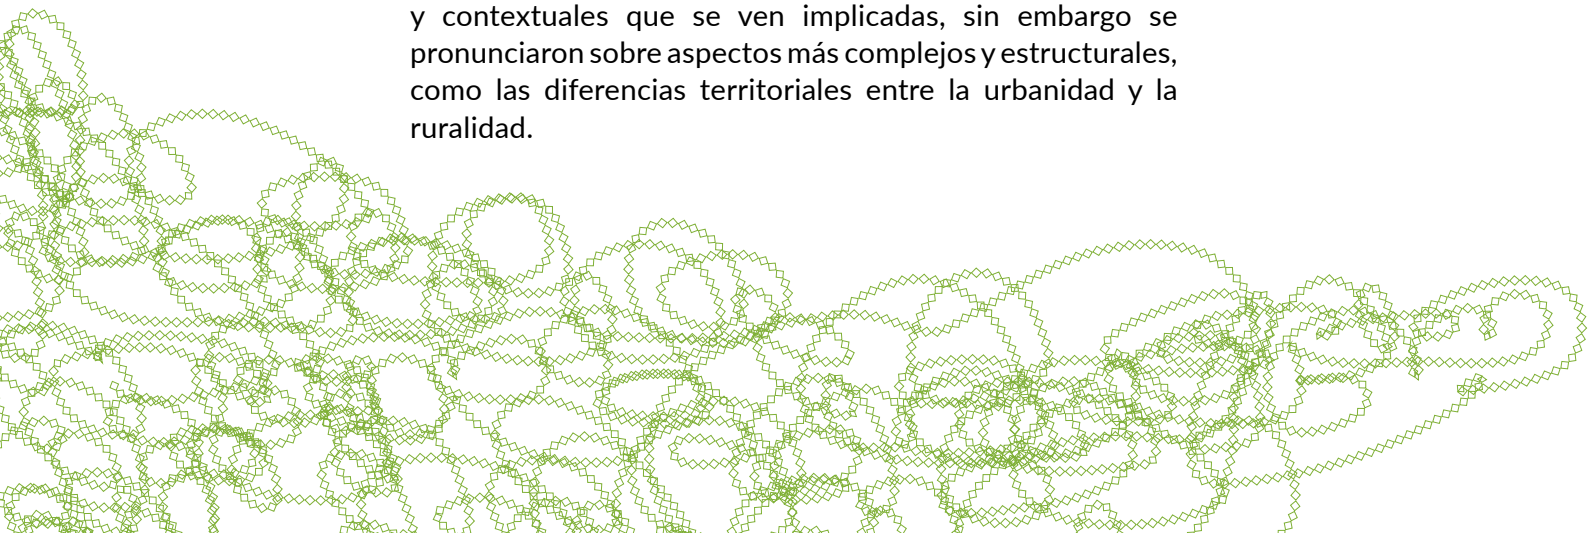 y contextuales que se ven implicadas, sin embargo se
pronunciaron sobre aspectos más complejos y estructurales,
como las diferencias territoriales entre la urbanidad y la
ruralidad.